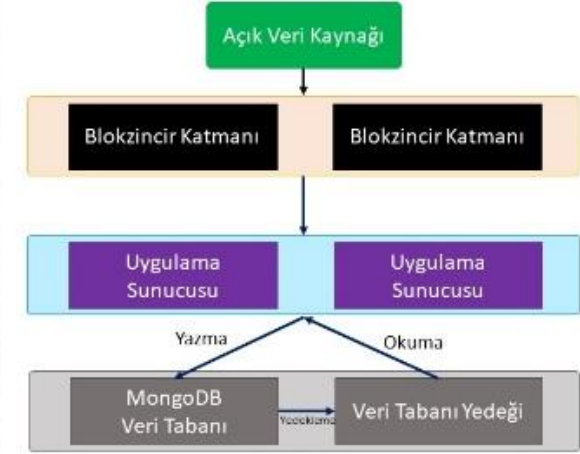 Açık Veri Kaynağı
Blokzincir Katmanı
Blokzincir Katmanı
Uygulama
Sunucusu
Uygulama
Sunucusu
Yazma
Okuma
MongoDB
Veri Tabanı
Yedekleme
Veri Tabanı Yedeği